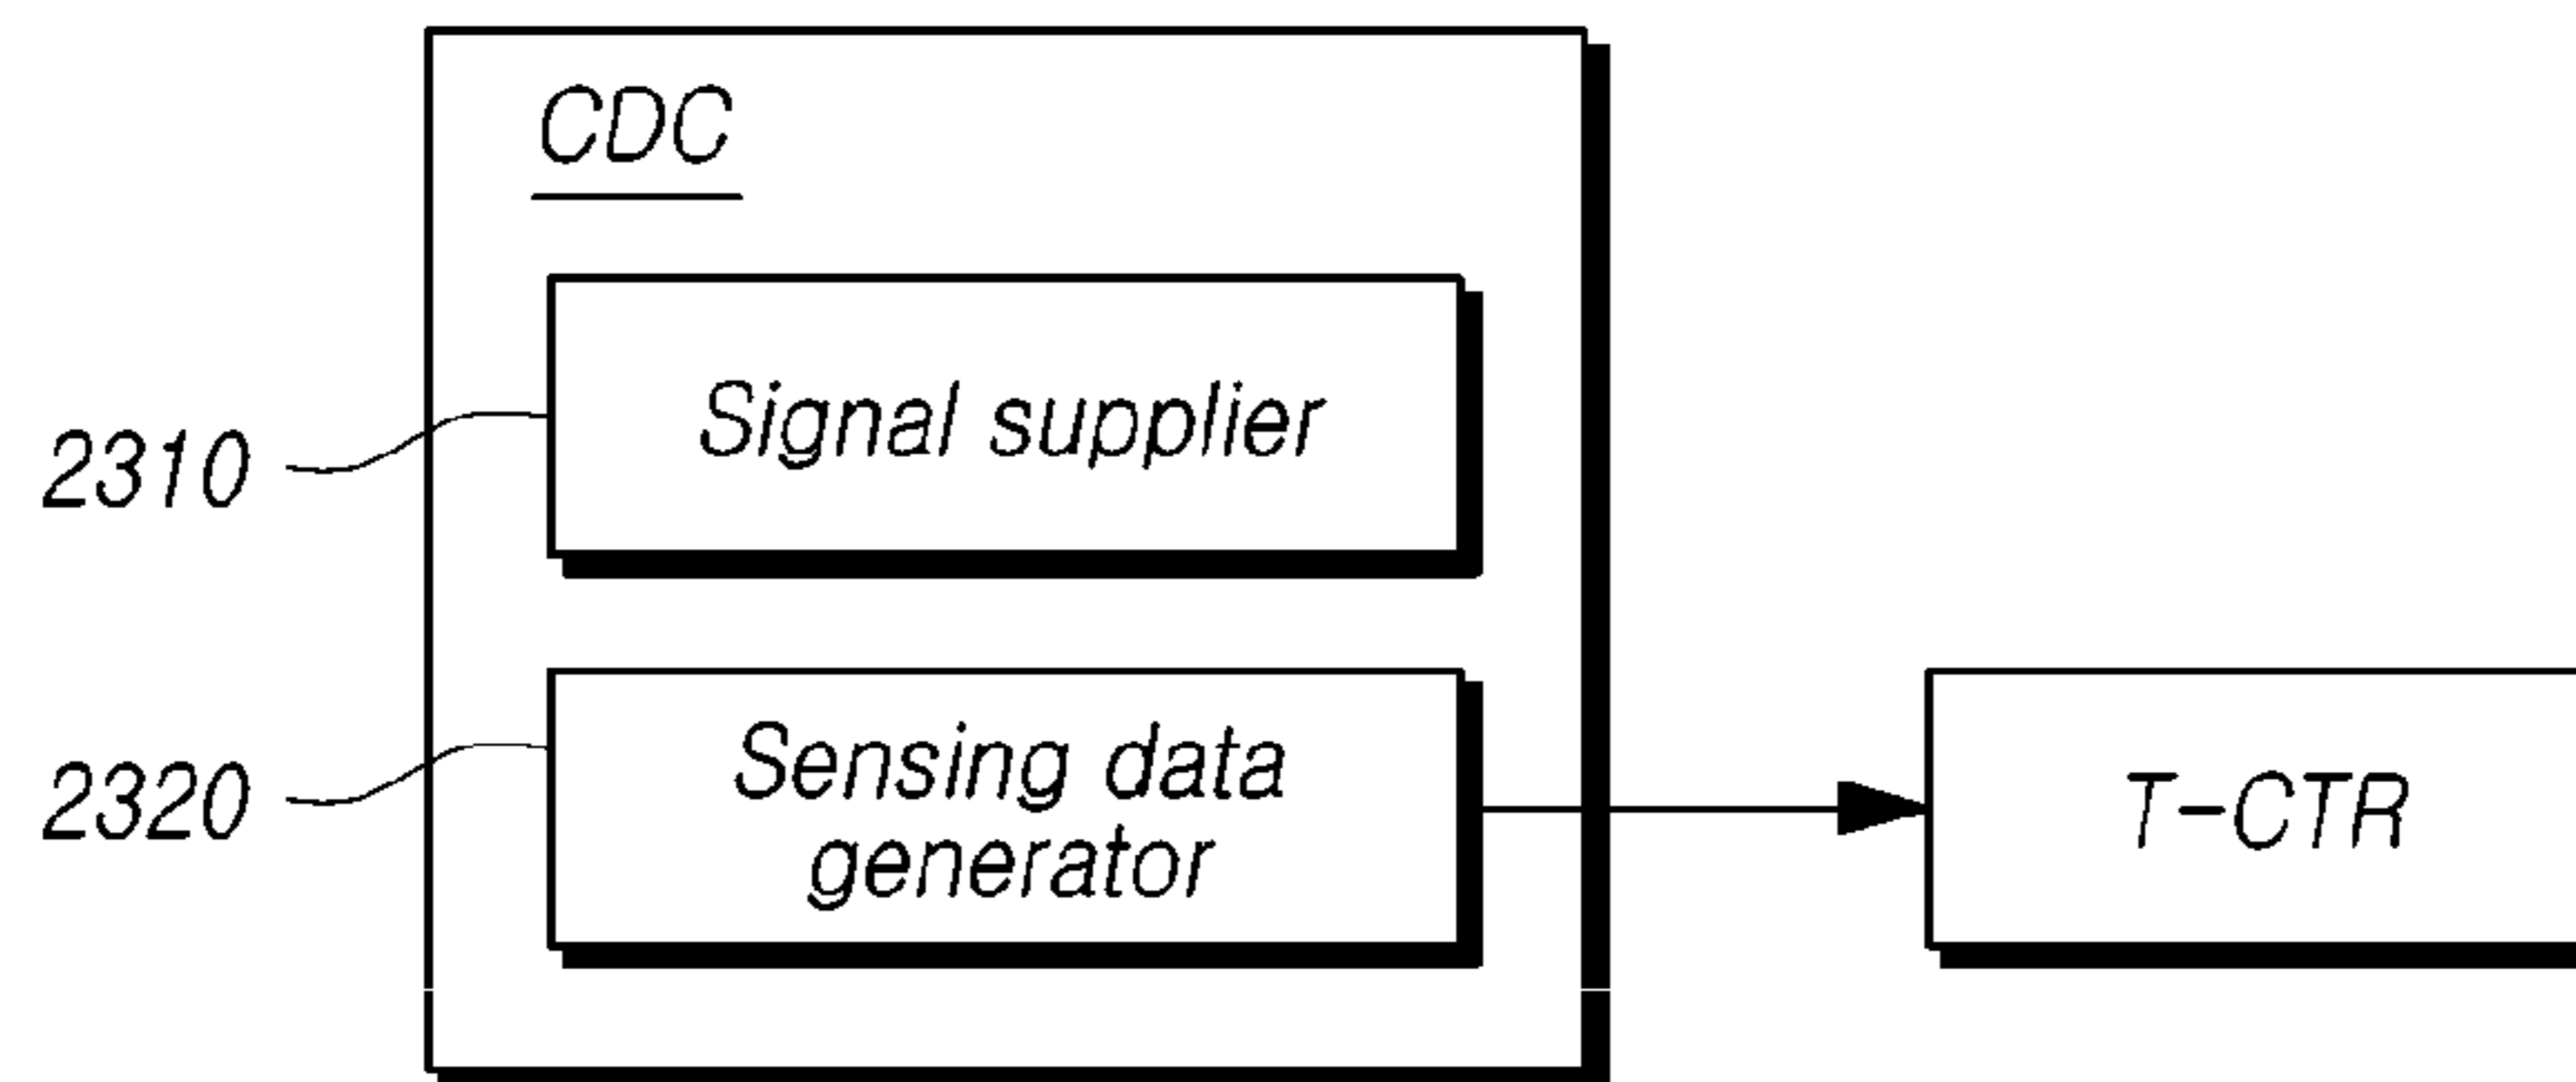 CDC
2310
Signal supplier
2320
Sensing data
generator
T-CTR